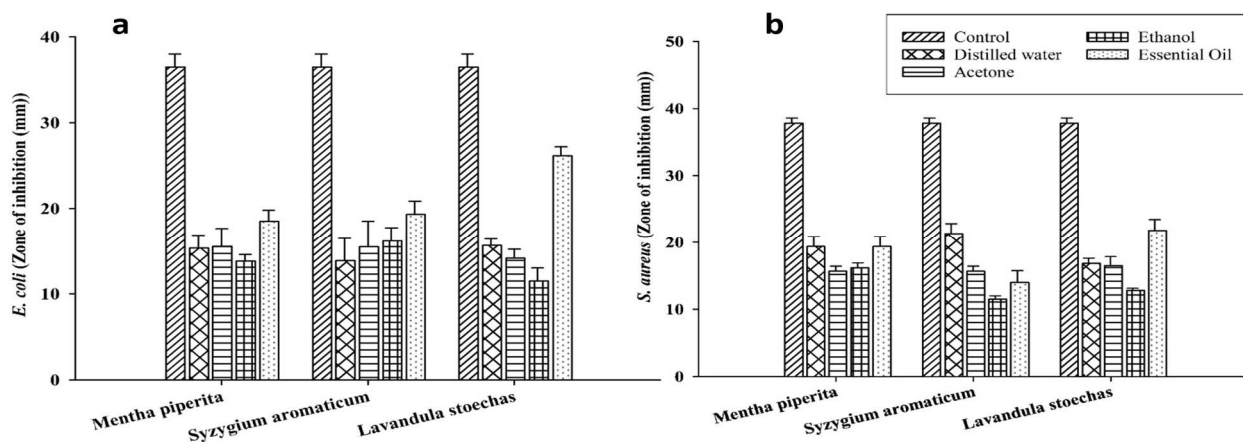 a
E. coli (Zone of inhibition (mm))
40
30
20
10
0
Mentha piperita
Syzygium aromaticum
Lavandula stoechas
b
Control
Distilled water
Acetone
Ethanol
Essential Oil
S. aureus (Zone of inhibition (mm))
50
40
30
20
10
0
Mentha piperita
Syzygium aromaticum
Lavandula stoechas